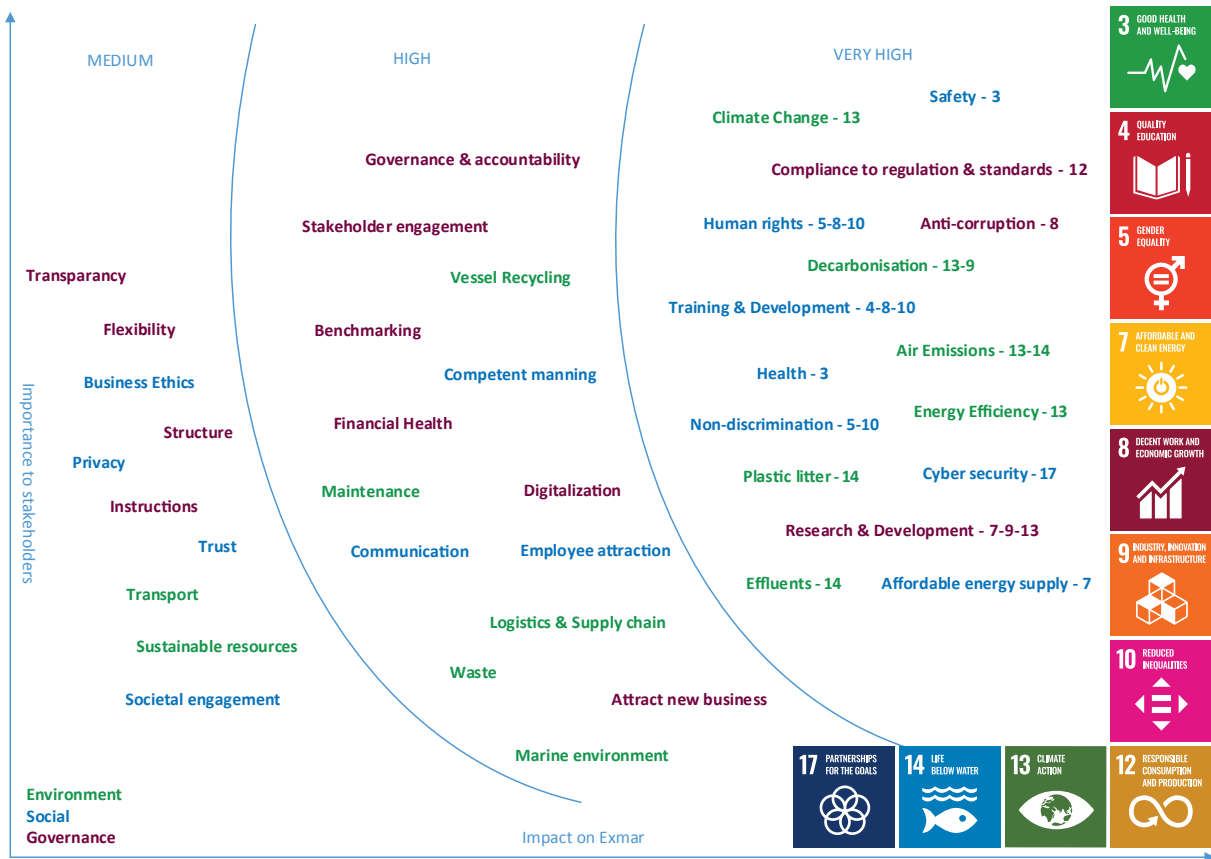 MEDIUM
HIGH
VERY HIGH
Safety - 3
Climate Change - 13
Governance & accountability
Compliance to regulation & standards - 12
Stakeholder engagement
Human rights - 5-8-10
Anti-corruption - 8
Transparancy
Vessel Recycling
Decarbonisation - 13-9
Training & Development - 4-8-10
Flexibility
Benchmarking
Air Emissions - 13-14
Business Ethics
Competent manning
Health - 3
Structure
Financial Health
Non-discrimination - 5-10
Energy Efficiency - 13
Privacy
Plastic litter - 14
Cyber security - 17
Instructions
Maintenance
Digitalization
Research & Development - 7-9-13
Trust
Communication
Employee attraction
Transport
Effluents - 14
Affordable energy supply - 7
Logistics & Supply chain
Sustainable resources
Waste
Societal engagement
Attract new business
Marine environment
Importance to stakeholders
Environment
Social
Governance
Impact on Exmar
3 GOOD HEALTH
AND WELL-BEING
4 QUALITY
EDUCATION
5 GENDER
EQUALITY
7 AFFORDABLE AND
CLEAN ENERGY
8 DECENT WORK AND
ECONOMIC GROWTH
9 INDUSTRY, INNOVATION
AND INFRASTRUCTURE
10 REDUCED
INEQUALITIES
17 PARTNERSHIPS
FOR THE GOALS
14 LIFE
BELOW WATER
13 CLIMATE
ACTION
12 RESPONSIBLE
CONSUMPTION
AND PRODUCTION